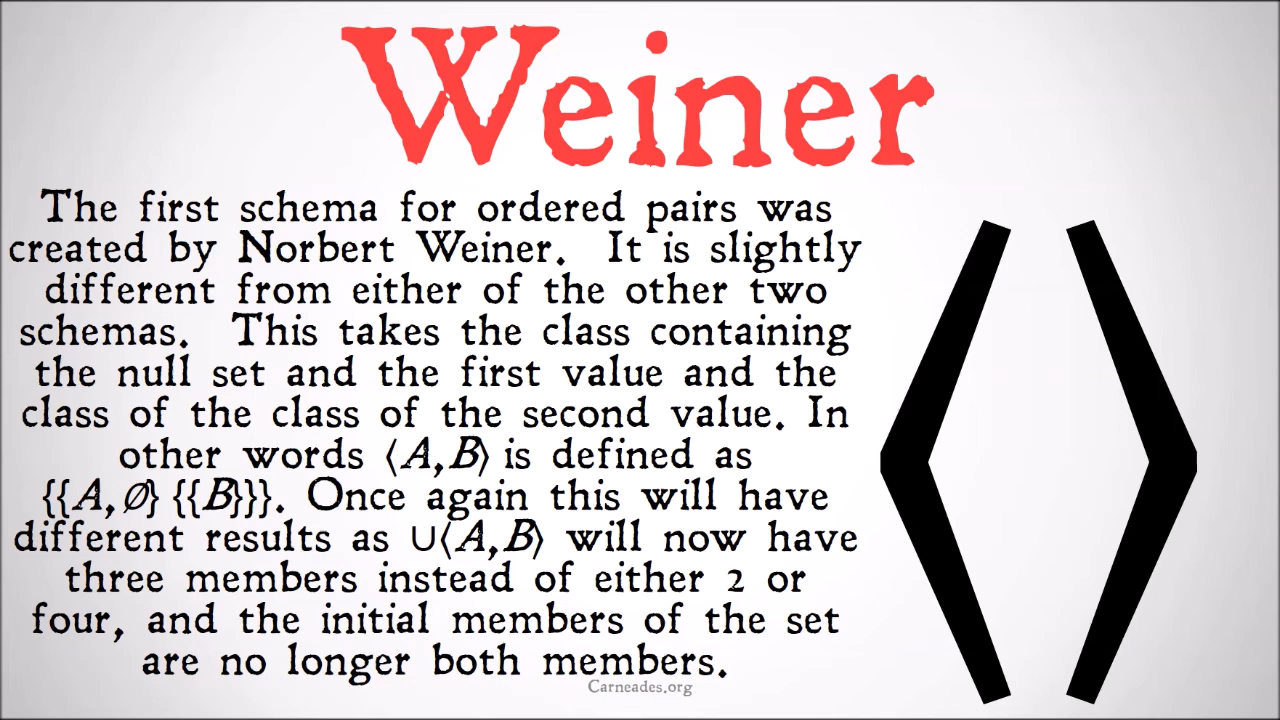 Weiner
The first schema for ordered pairs was
created by Norbert Weiner. It is slightly
different from either of the other two
schemas. This takes the class containing
the null set and the first value and the
class of the class of the second value. In
other words ⟨A,B⟩ is defined as
{{A,∅} {{B}}}. Once again this will have
different results as ∪⟨A,B⟩ will now have
three members instead of either 2 or
four, and the initial members of the set
are no longer both members.
Carneades.org
⟨⟩